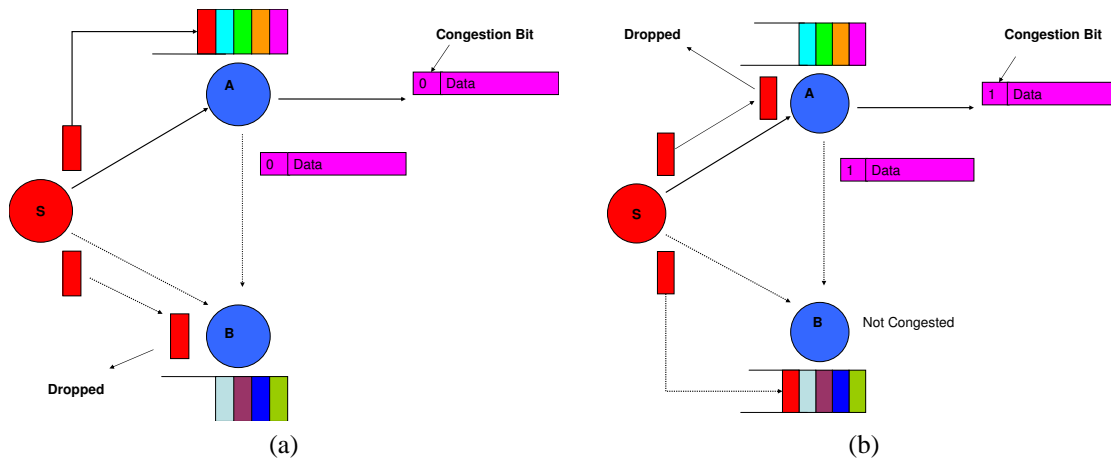 Congestion Bit
A
0 Data
0 Data
S
B
Dropped
(a)
Congestion Bit
Dropped
A
1 Data
1 Data
S
B
Not Congested
(b)